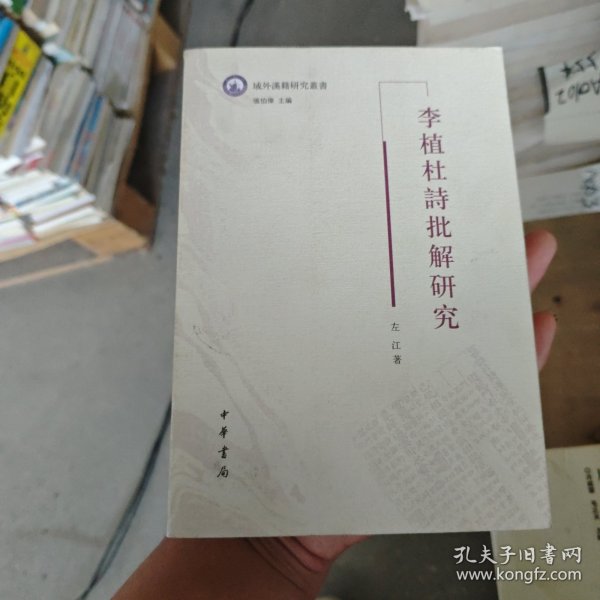 域外漢籍研究叢書
張伯偉 主編
李植杜詩批解研究
左江 著
中華書局
孔夫子旧书网
www.kongfz.com